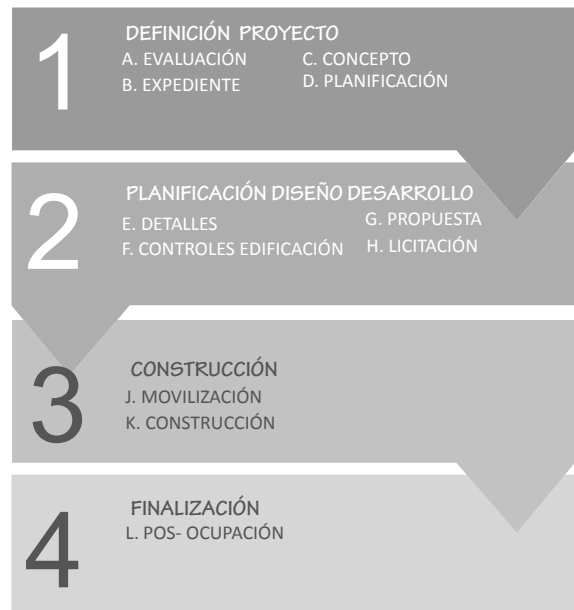 1
DEFINICIÓN PROYECTO
A. EVALUACIÓN C. CONCEPTO
B. EXPEDIENTE D. PLANIFICACIÓN
2
PLANIFICACIÓN DISEÑO DESARROLLO
E. DETALLES G. PROPUESTA
F. CONTROLES EDIFICACIÓN H. LICITACIÓN
3
CONSTRUCCIÓN
J. MOVILIZACIÓN
K. CONSTRUCCIÓN
4
FINALIZACIÓN
L. POS- OCUPACIÓN